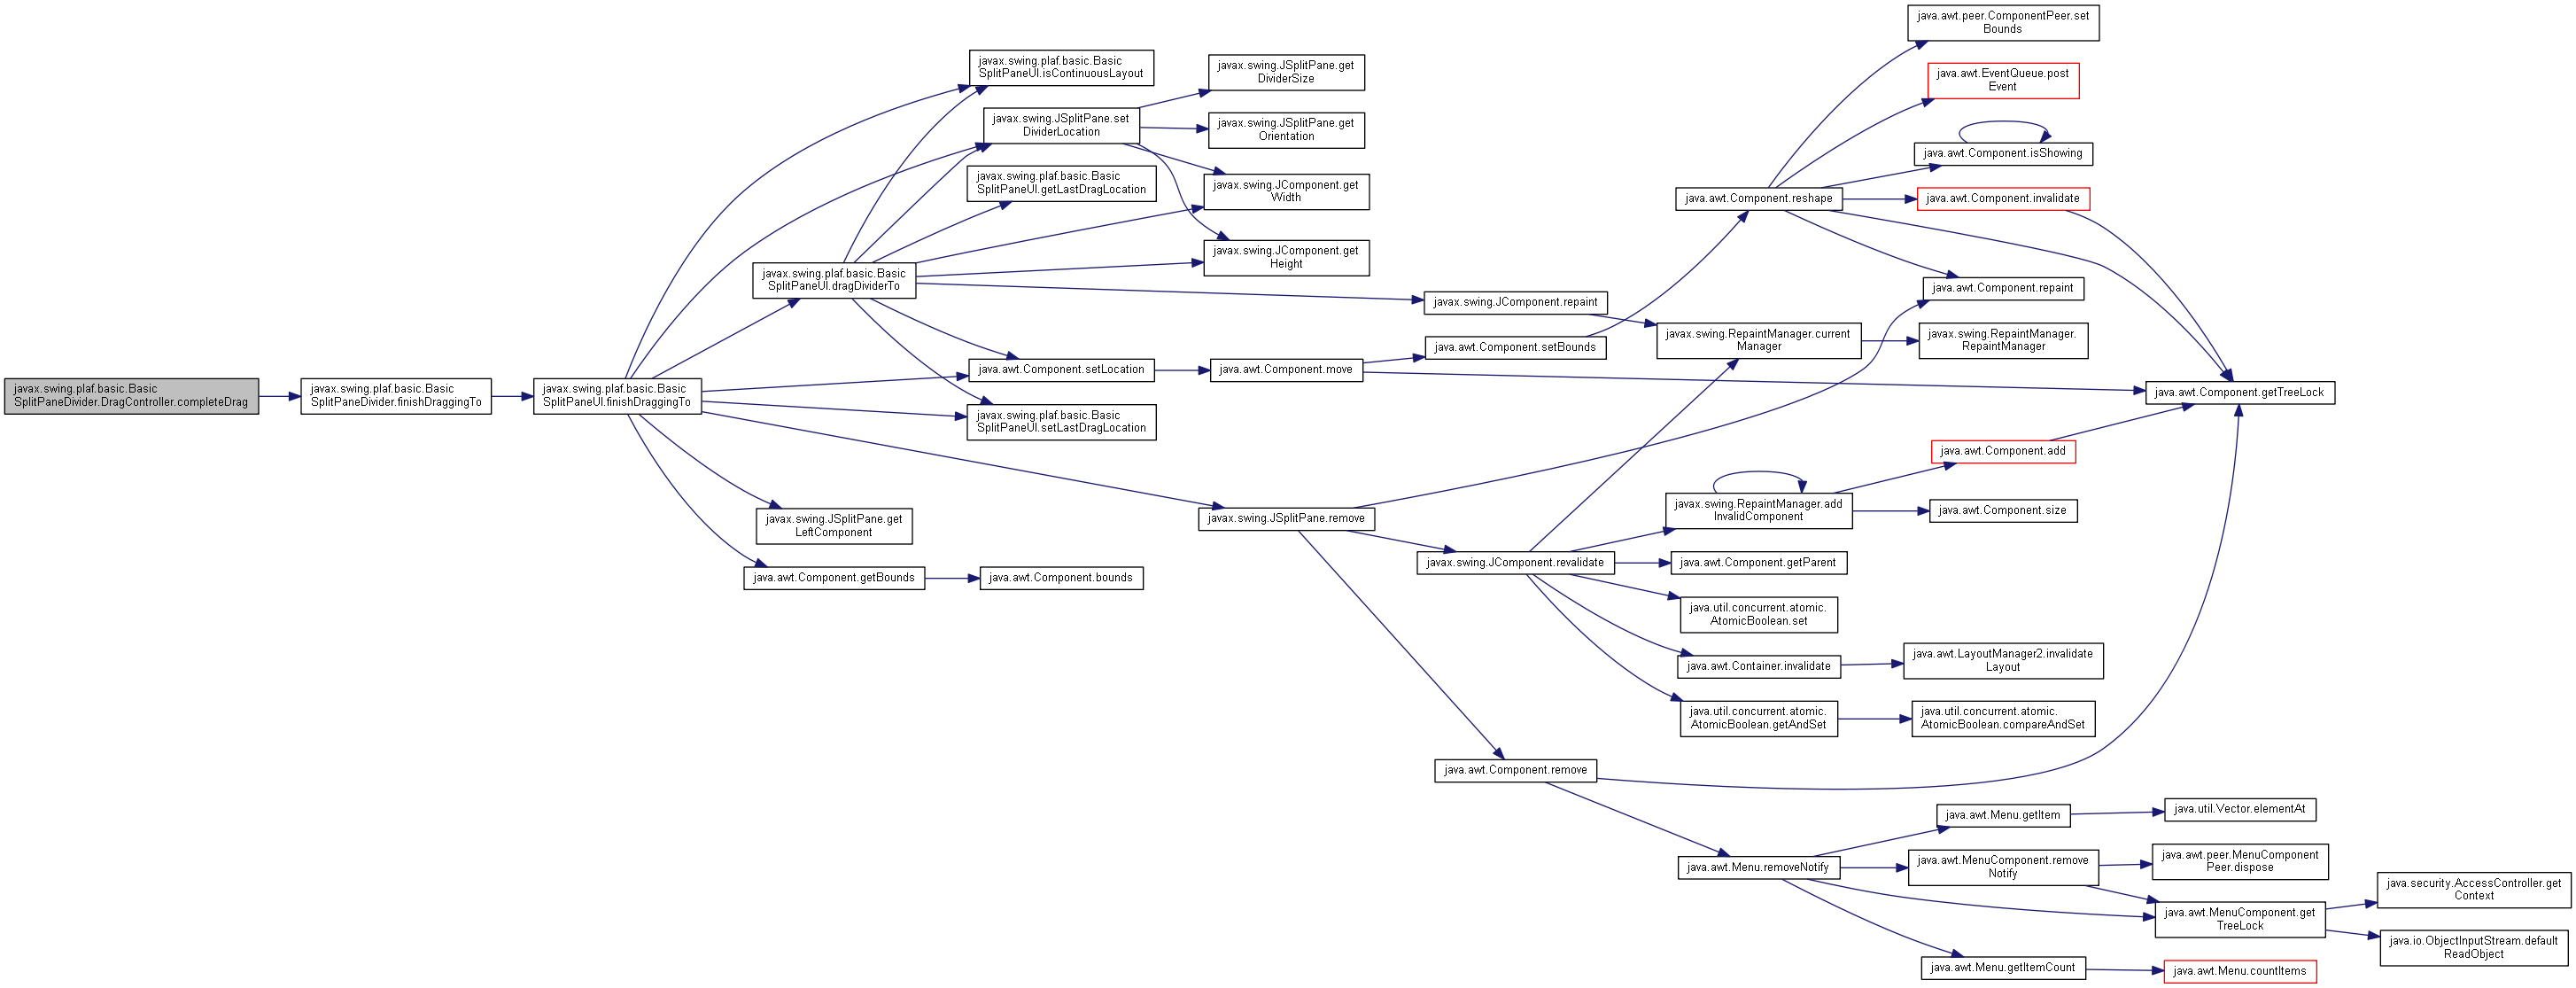 javax.swing.plaf.basic.Basic
SplitPaneDivider.DragController.completeDrag
javax.swing.plaf.basic.Basic
SplitPaneDivider.finishDraggingTo
javax.swing.plaf.basic.Basic
SplitPaneUI.finishDraggingTo
javax.swing.plaf.basic.Basic
SplitPaneUI.dragDividerTo
javax.swing.JSplitPane.get
LeftComponent
java.awt.Component.getBounds
javax.swing.plaf.basic.Basic
SplitPaneUI.isContinuousLayout
javax.swing.JSplitPane.set
DividerLocation
javax.swing.plaf.basic.Basic
SplitPaneUI.getLastDragLocation
java.awt.Component.setLocation
javax.swing.plaf.basic.Basic
SplitPaneUI.setLastDragLocation
java.awt.Component.bounds
javax.swing.JSplitPane.get
DividerSize
javax.swing.JSplitPane.get
Orientation
javax.swing.JComponent.get
Width
javax.swing.JComponent.get
Height
java.awt.Component.move
javax.swing.JSplitPane.remove
javax.swing.JComponent.repaint
java.awt.Component.setBounds
javax.swing.JComponent.revalidate
java.awt.Component.remove
java.awt.Component.reshape
javax.swing.RepaintManager.current
Manager
javax.swing.RepaintManager.add
InvalidComponent
java.awt.Component.getParent
java.util.concurrent.atomic.
AtomicBoolean.set
java.awt.Container.invalidate
java.util.concurrent.atomic.
AtomicBoolean.getAndSet
java.awt.Menu.removeNotify
java.awt.peer.ComponentPeer.set
Bounds
java.awt.EventQueue.post
Event
java.awt.Component.isShowing
java.awt.Component.invalidate
java.awt.Component.repaint
javax.swing.RepaintManager.
RepaintManager
java.awt.Component.add
java.awt.Component.size
java.awt.LayoutManager2.invalidate
Layout
java.util.concurrent.atomic.
AtomicBoolean.compareAndSet
java.awt.Menu.getItem
java.awt.MenuComponent.remove
Notify
java.awt.Menu.getItemCount
java.awt.Component.getTreeLock
java.util.Vector.elementAt
java.awt.peer.MenuComponent
Peer.dispose
java.awt.MenuComponent.get
TreeLock
java.awt.Menu.countItems
java.security.AccessController.get
Context
java.io.ObjectInputStream.default
ReadObject